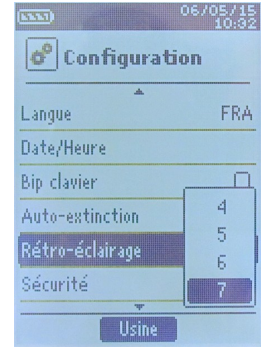 06/05/15
10:32
Configuration
Langue FRA
Date/Heure
Bip clavier
Auto-extinction
Rétro-éclairage
Sécurité
4
5
6
7
Usine